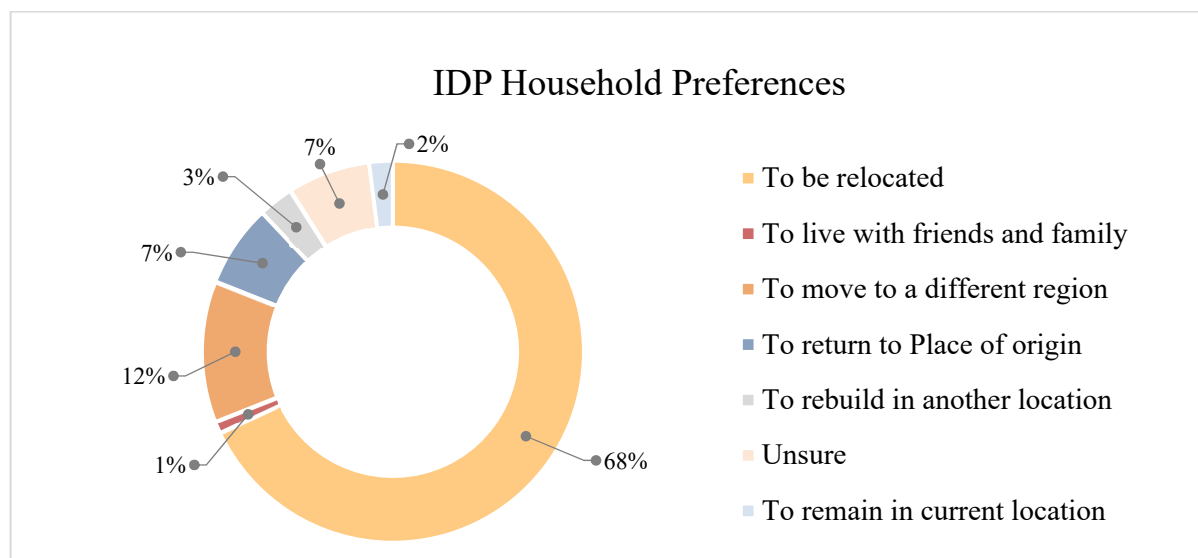 IDP Household Preferences
7%
2%
3%
7%
12%
1%
68%
To be relocated
To live with friends and family
To move to a different region
To return to Place of origin
To rebuild in another location
Unsure
To remain in current location